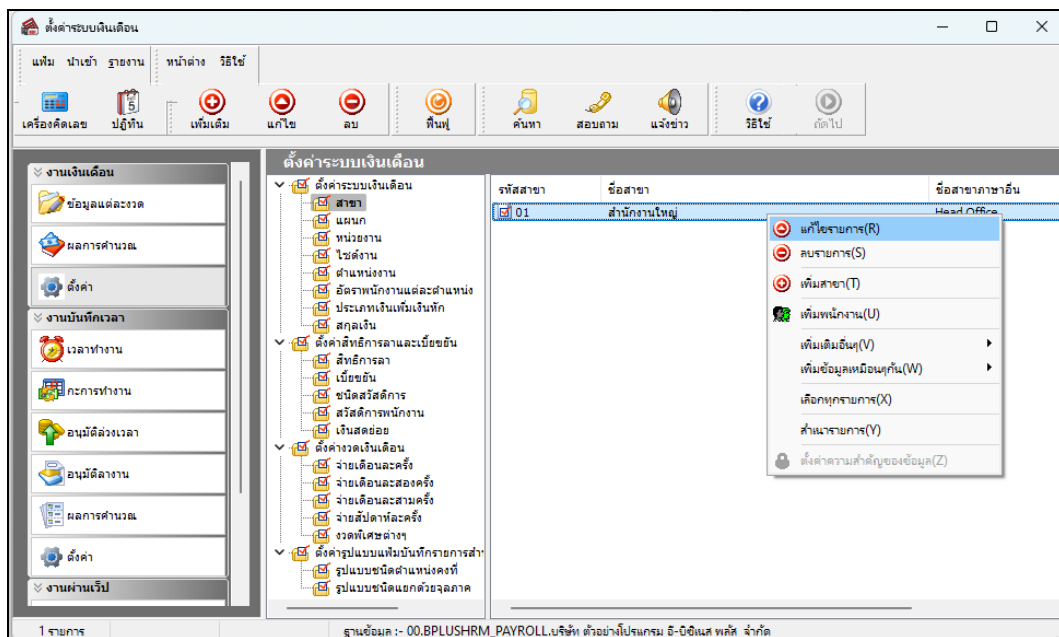 ตั้งค่าระบบเงินเดือน
แฟ้ม นำเข้า รายงาน หน้าต่าง วิธีใช้
เครื่องคิดเลข ปฏิทิน เพิ่มเติม แก้ไข ลบ ฟื้นฟู ค้นหา สอบถาม แจ้งข่าว วิธีใช้ ถัดไป
งานเงินเดือน
ข้อมูลแต่ละงวด
ผลการคำนวณ
ตั้งค่า
งานบันทึกเวลา
เวลาทำงาน
กะการทำงาน
อนุมัติล่วงเวลา
อนุมัติลางาน
ผลการคำนวณ
ตั้งค่า
งานผ่านเว็ป
ตั้งค่าระบบเงินเดือน
ตั้งค่าระบบเงินเดือน
สาขา
แผนก
หน่วยงาน
ไซต์งาน
ตำแหน่งงาน
อัตราพนักงานแต่ละตำแหน่ง
ประเภทเงินเพิ่มเงินหัก
สกุลเงิน
ตั้งค่าสิทธิการลาและเบี้ยขยัน
สิทธิการลา
เบี้ยขยัน
ชนิดสวัสดิการ
สวัสดิการพนักงาน
เงินสดย่อย
ตั้งค่างวดเงินเดือน
จ่ายเดือนละครั้ง
จ่ายเดือนละสองครั้ง
จ่ายเดือนละสามครั้ง
จ่ายสัปดาห์ละครั้ง
งวดพิเศษต่างๆ
ตั้งค่ารูปแบบแฟ้มบันทึกรายการสำ
รูปแบบชนิดตำแหน่งคงที่
รูปแบบชนิดแยกด้วยจุลภาค
รหัสสาขา ชื่อสาขา ชื่อสาขาภาษาอื่น
01 สำนักงานใหญ่ Head Office
แก้ไขรายการ(R)
ลบรายการ(S)
เพิ่มสาขา(T)
เพิ่มพนักงาน(U)
เพิ่มเติมอื่นๆ(V)
เพิ่มข้อมูลเหมือนๆกัน(W)
เลือกทุกรายการ(X)
สำเนารายการ(Y)
ตั้งค่าความสำคัญของข้อมูล(Z)
1 รายการ ฐานข้อมูล :- 00.BPLUSHRM_PAYROLL.บริษัท ตัวอย่างโปรแกรม อี-บิซิเนส พลัส จำกัด